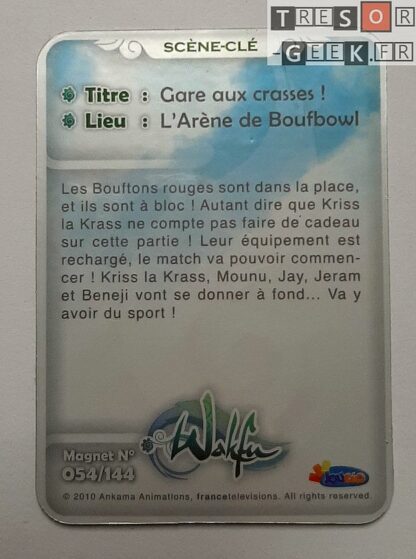 TRESOR
GEEK.FR
SCÈNE-CLÉ
Titre : Gare aux crasses !
Lieu : L'Arène de Boufbowl
Les Bouftons rouges sont dans la place,
et ils sont à bloc ! Autant dire que Kriss
la Krass ne compte pas faire de cadeau
sur cette partie ! Leur équipement est
rechargé, le match va pouvoir commen-
cer ! Kriss la Krass, Mounu, Jay, Jeram
et Beneji vont se donner à fond... Va y
avoir du sport !
Wakfu
Magnet N°
054/144
© 2010 Ankama Animations, francetelevisions. All rights reserved.